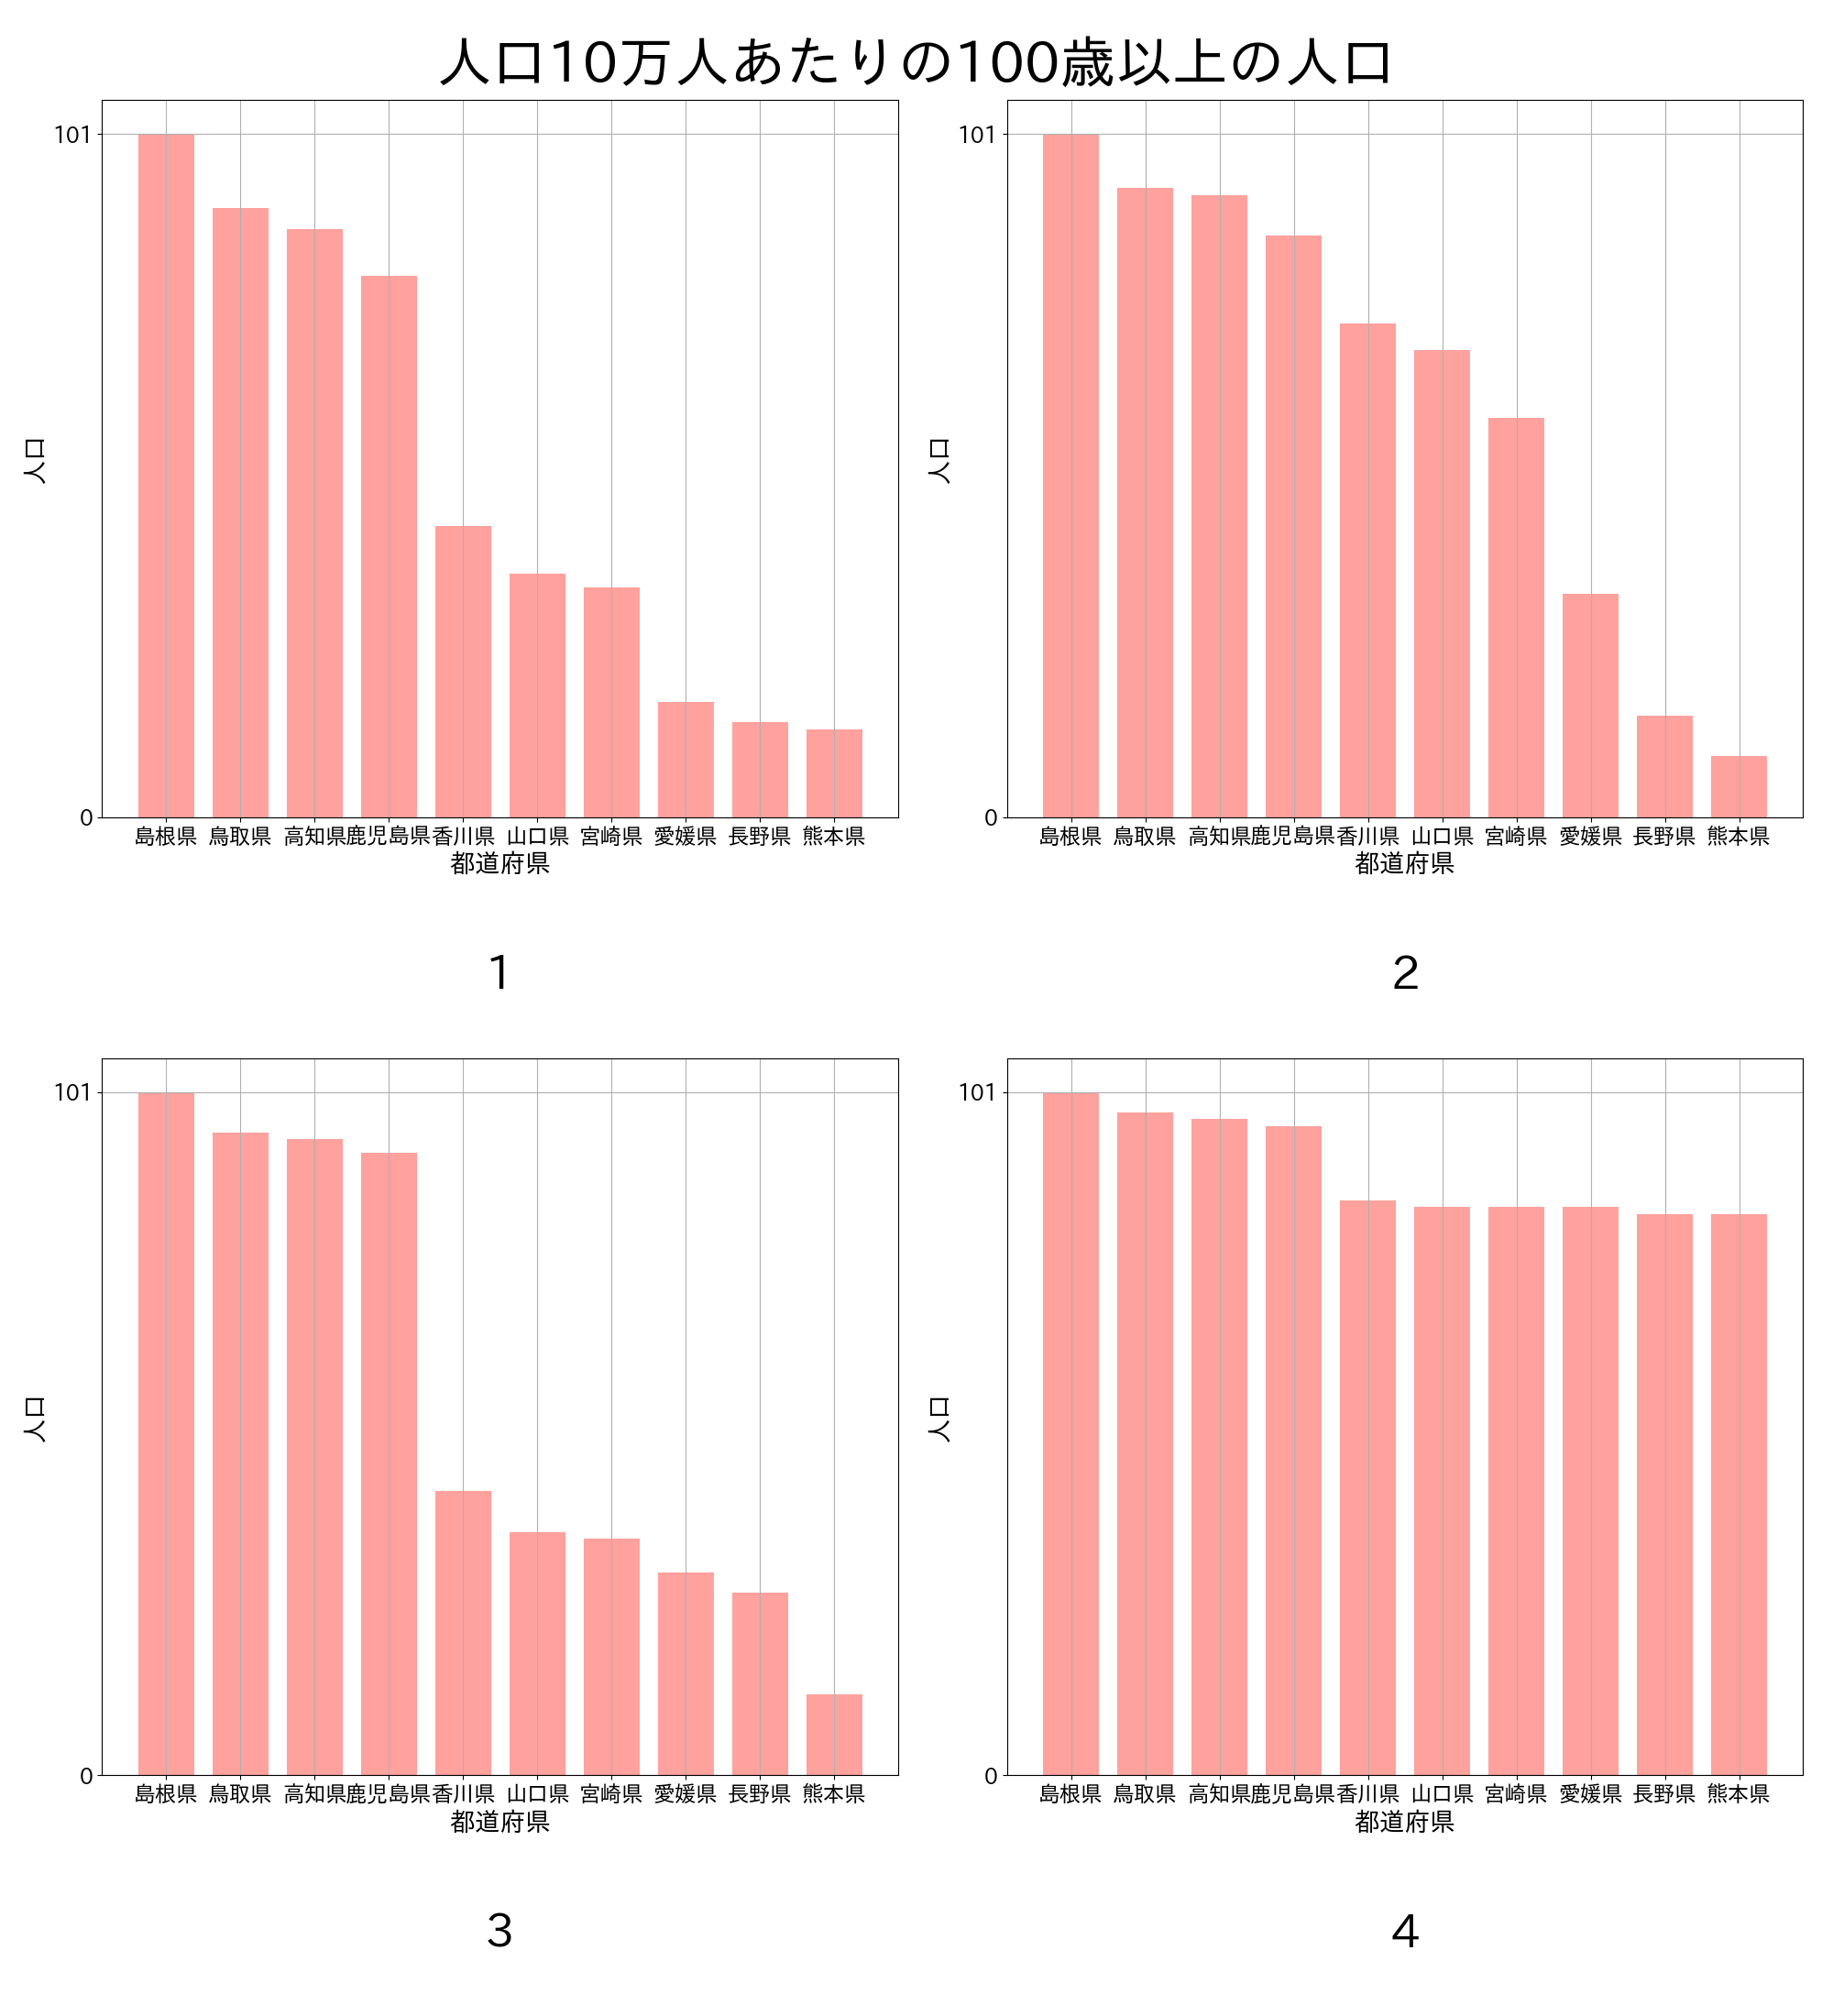 人口10万人あたりの100歳以上の人口
101
0
人口
島根県 鳥取県 高知県 鹿児島県 香川県 山口県 宮崎県 愛媛県 長野県 熊本県
都道府県
1
101
0
人口
島根県 鳥取県 高知県 鹿児島県 香川県 山口県 宮崎県 愛媛県 長野県 熊本県
都道府県
2
101
0
人口
島根県 鳥取県 高知県 鹿児島県 香川県 山口県 宮崎県 愛媛県 長野県 熊本県
都道府県
3
101
0
人口
島根県 鳥取県 高知県 鹿児島県 香川県 山口県 宮崎県 愛媛県 長野県 熊本県
都道府県
4